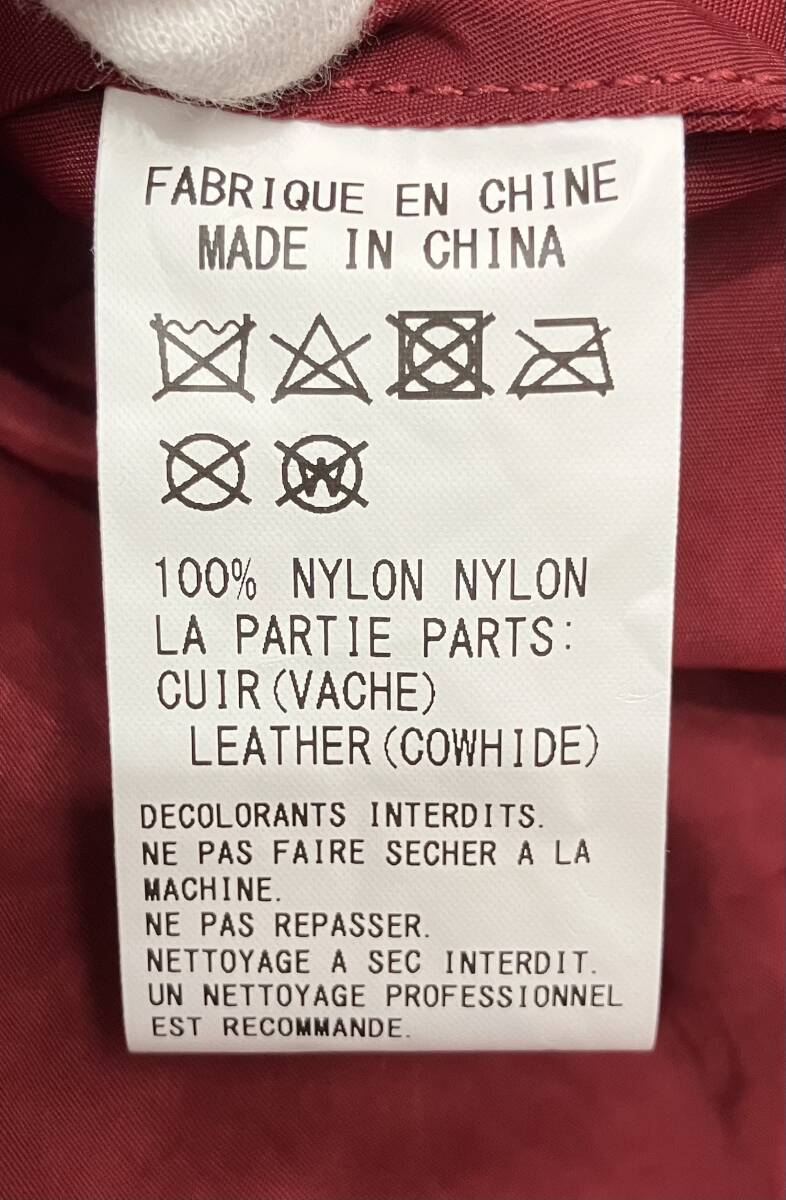 FABRIQUE EN CHINE
MADE IN CHINA
W
100% NYLON NYLON
LA PARTIE PARTS:
CUIR(VACHE)
LEATHER(COWHIDE)
DECOLORANTS INTERDITS.
NE PAS FAIRE SECHER A LA
MACHINE.
NE PAS REPASSER.
NETTOYAGE A SEC INTERDIT.
UN NETTOYAGE PROFESSIONNEL
EST RECOMMANDE.